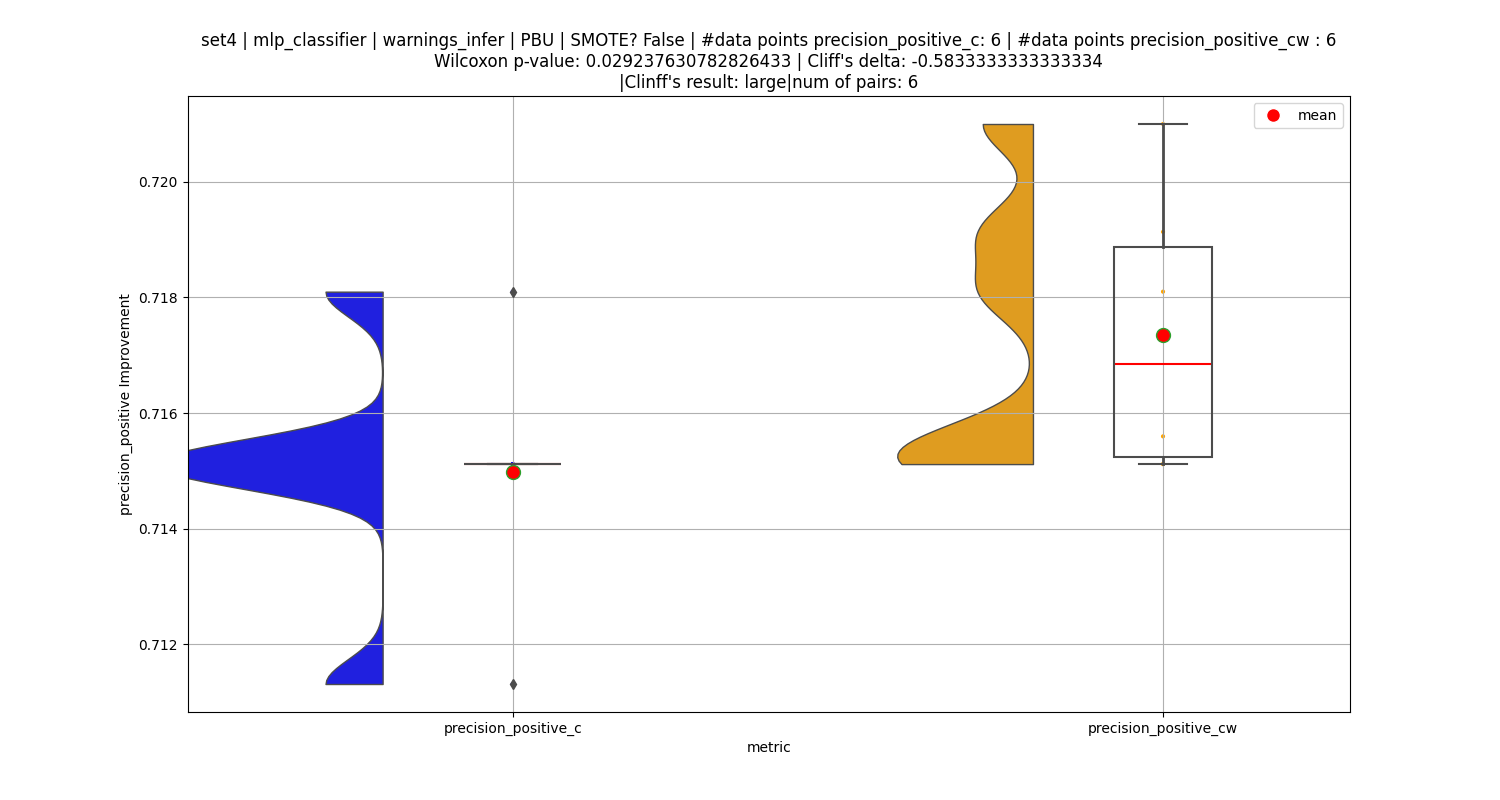 set4 | mlp_classifier | warnings_infer | PBU | SMOTE? False | #data points precision_positive_c: 6 | #data points precision_positive_cw : 6
Wilcoxon p-value: 0.029237630782826433 | Cliff's delta: -0.5833333333333334
|Clinff's result: large|num of pairs: 6
mean
0.720
0.718
0.716
0.714
0.712
precision_positive Improvement
precision_positive_c
precision_positive_cw
metric